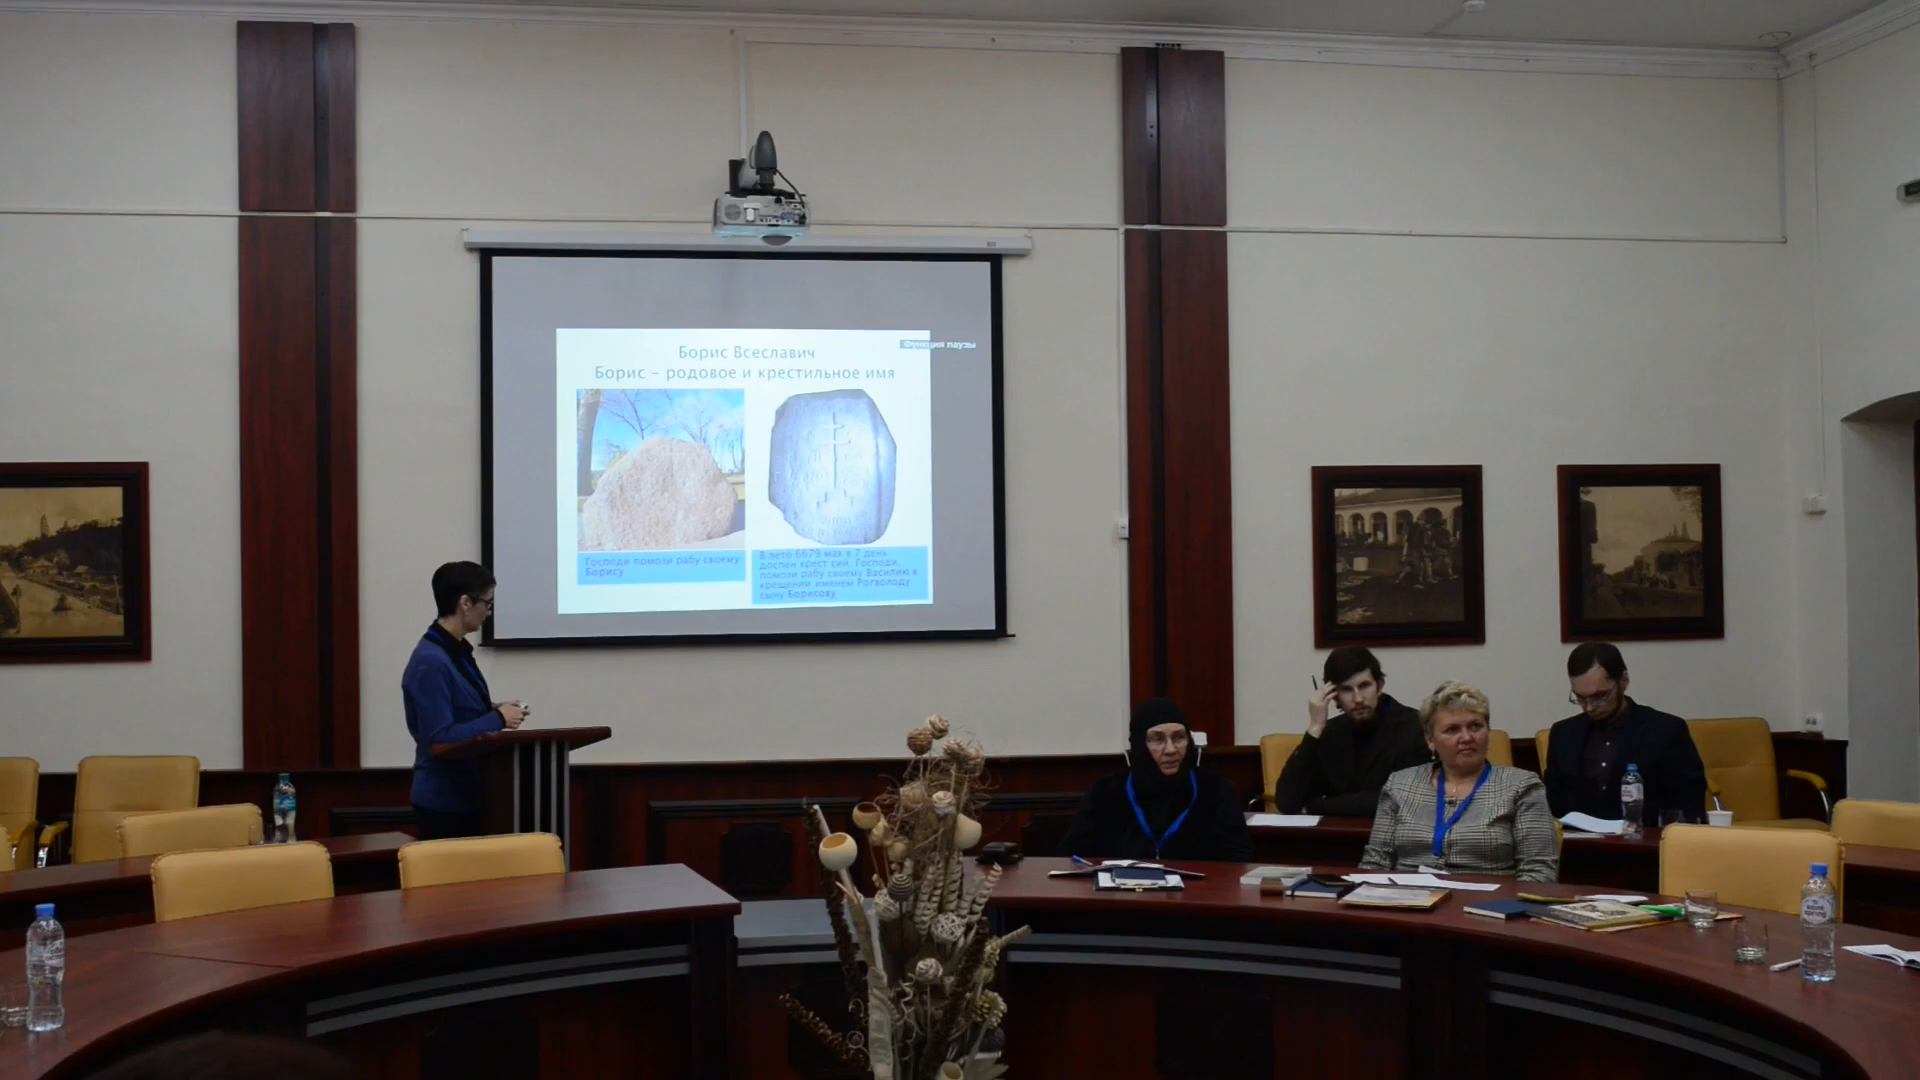 Борис Всеславич
Функция паузы
Борис – родовое и крестильное имя
Господи помози рабу своему
Борису
В лето 6679 мая в 7 день
доспен крест сий. Господи,
помози рабу своему Василию в
крещении именем Рогволоду
сыну Борисову